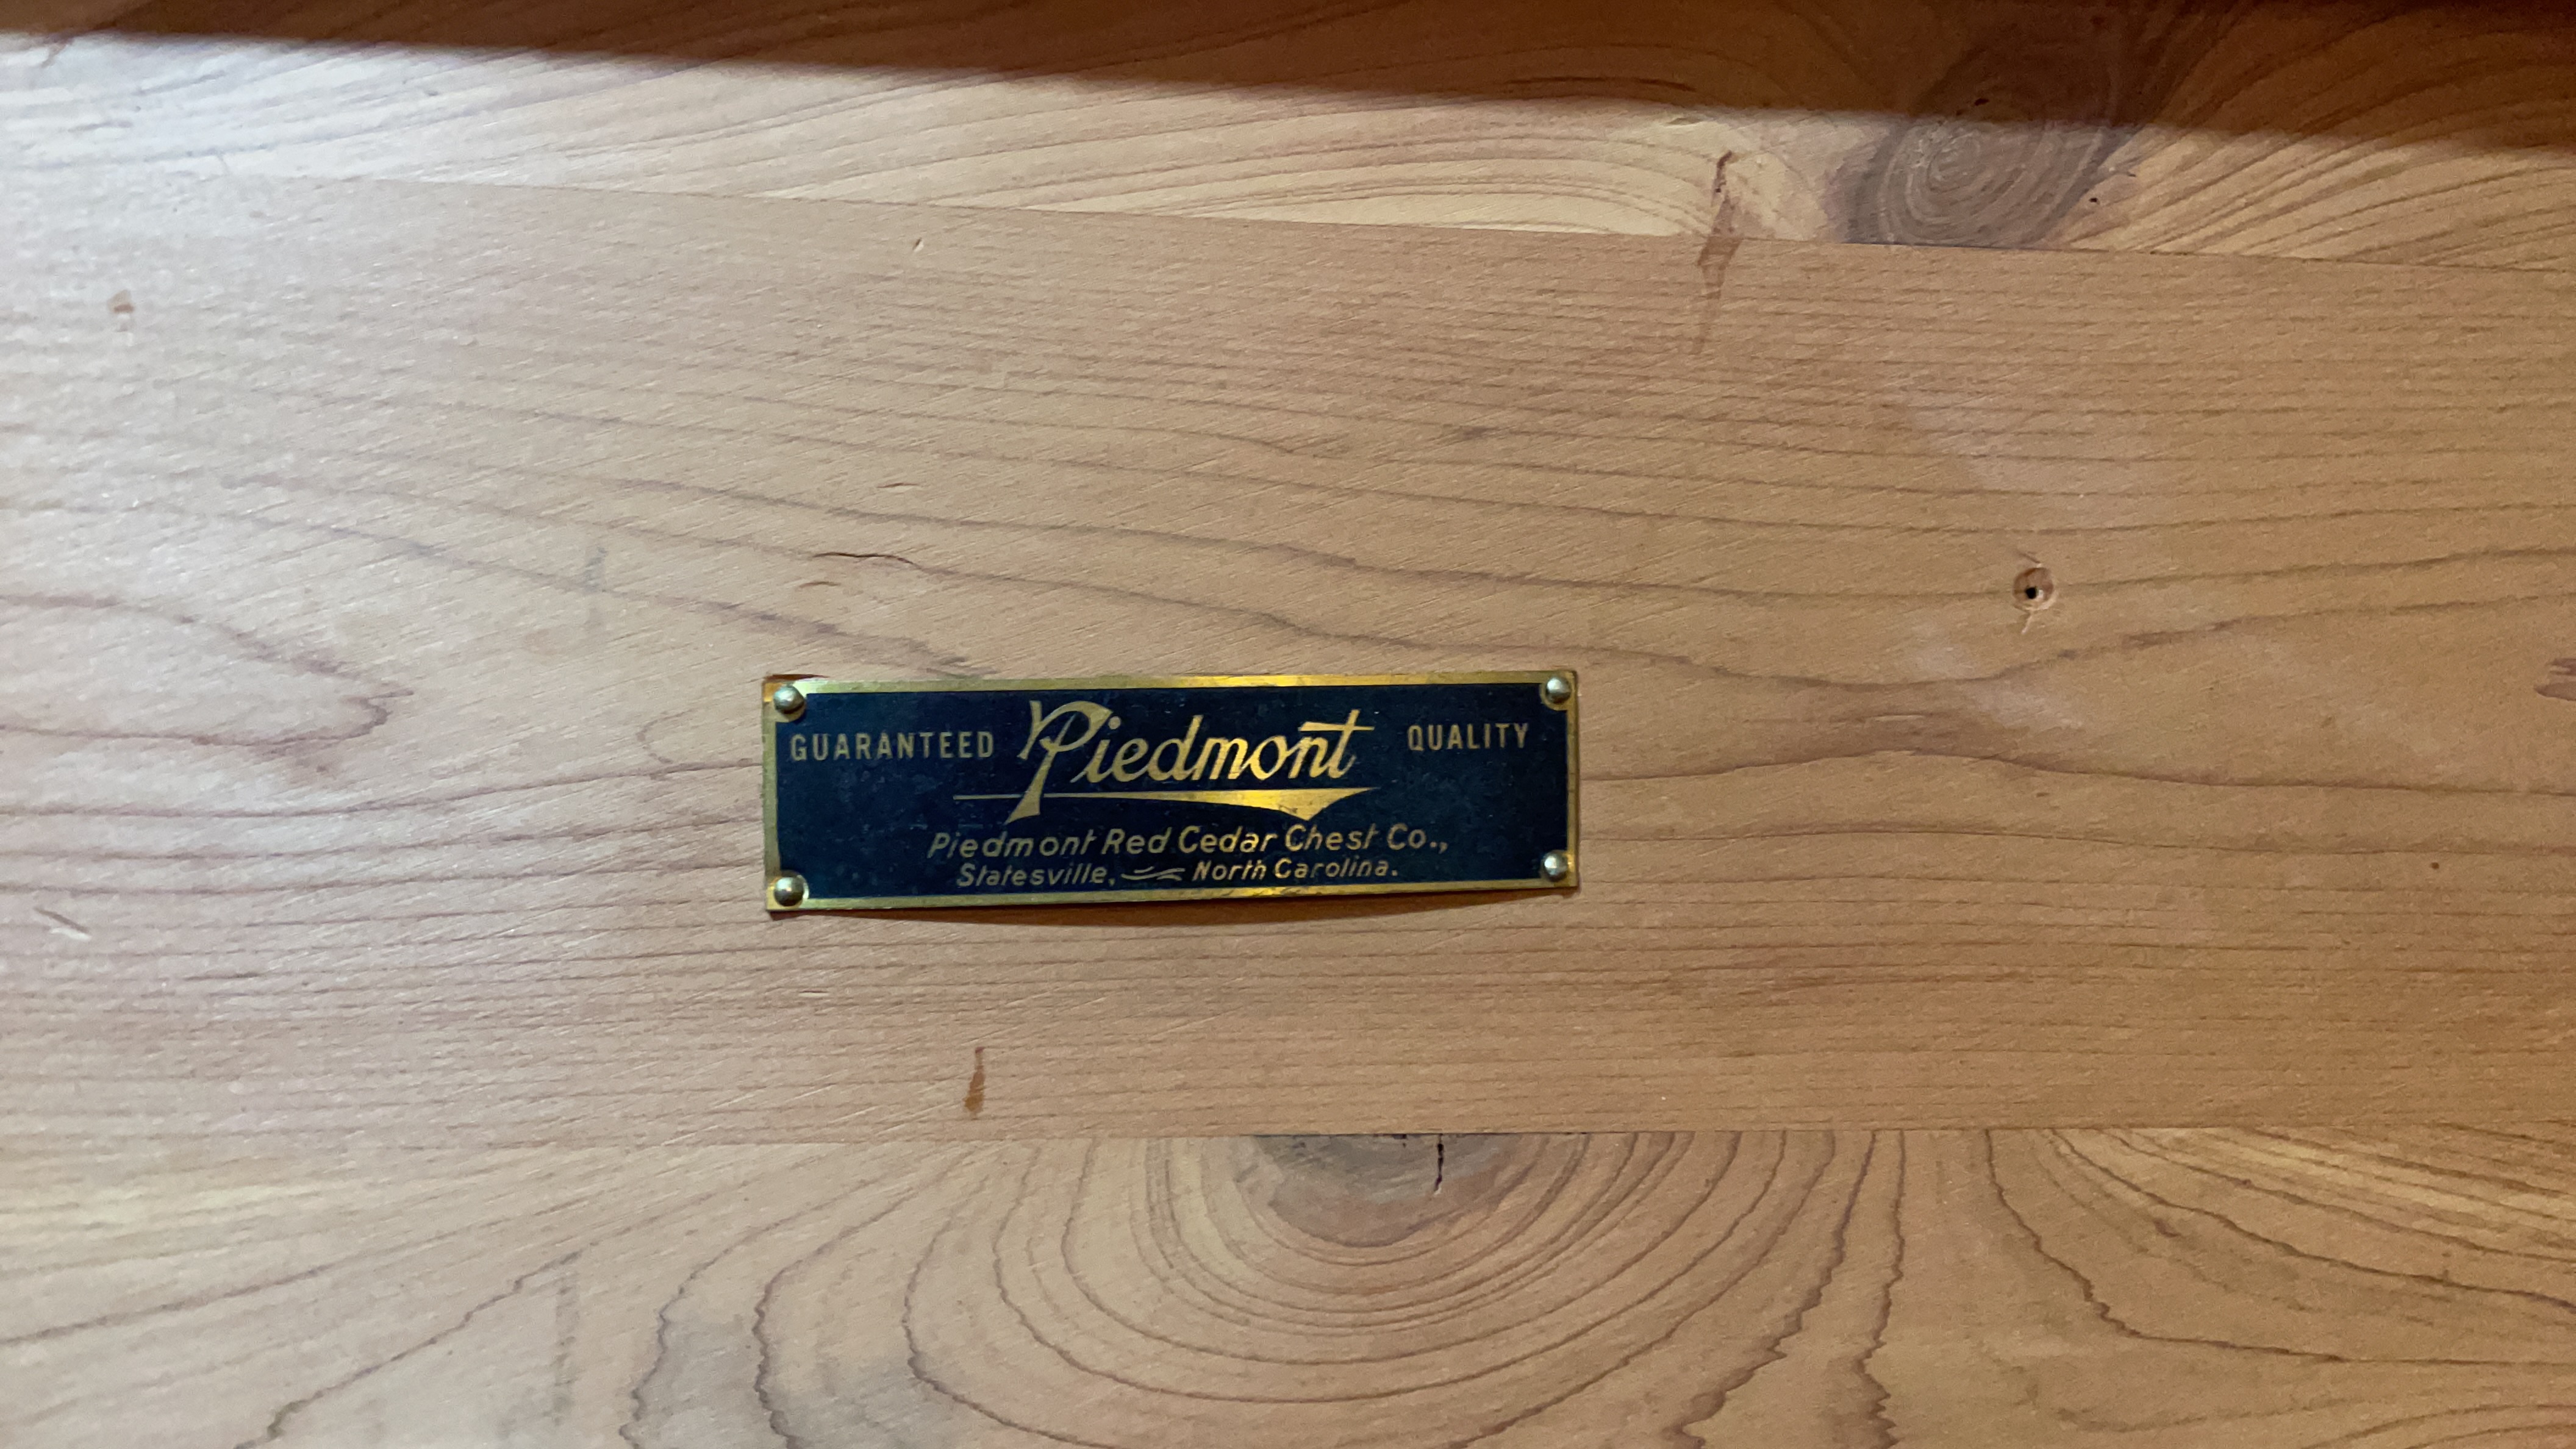 GUARANTEED Piedmont QUALITY
Piedmont Red Cedar Chest Co.,
Statesville, North Carolina.